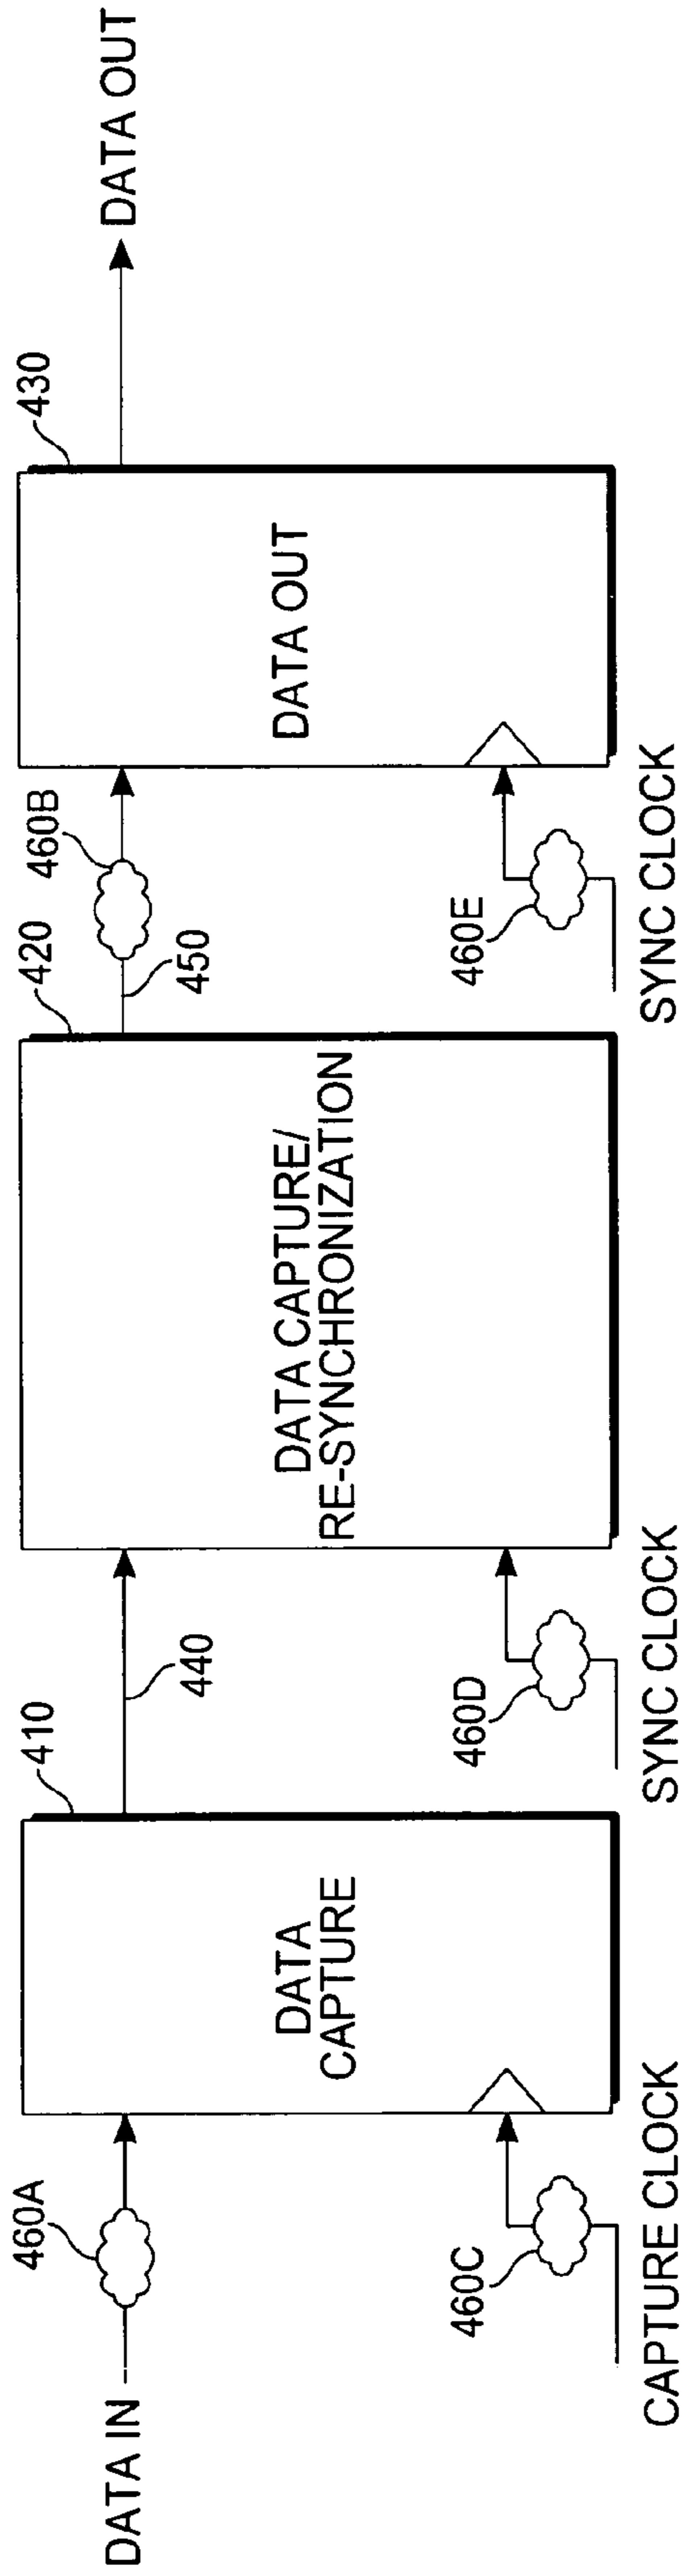 DATA IN
460A
460C
CAPTURE CLOCK
410
DATA
CAPTURE
440
460D
SYNC CLOCK
420
DATA CAPTURE/
RE-SYNCHRONIZATION
450
460B
460E
SYNC CLOCK
430
DATA OUT
DATA OUT